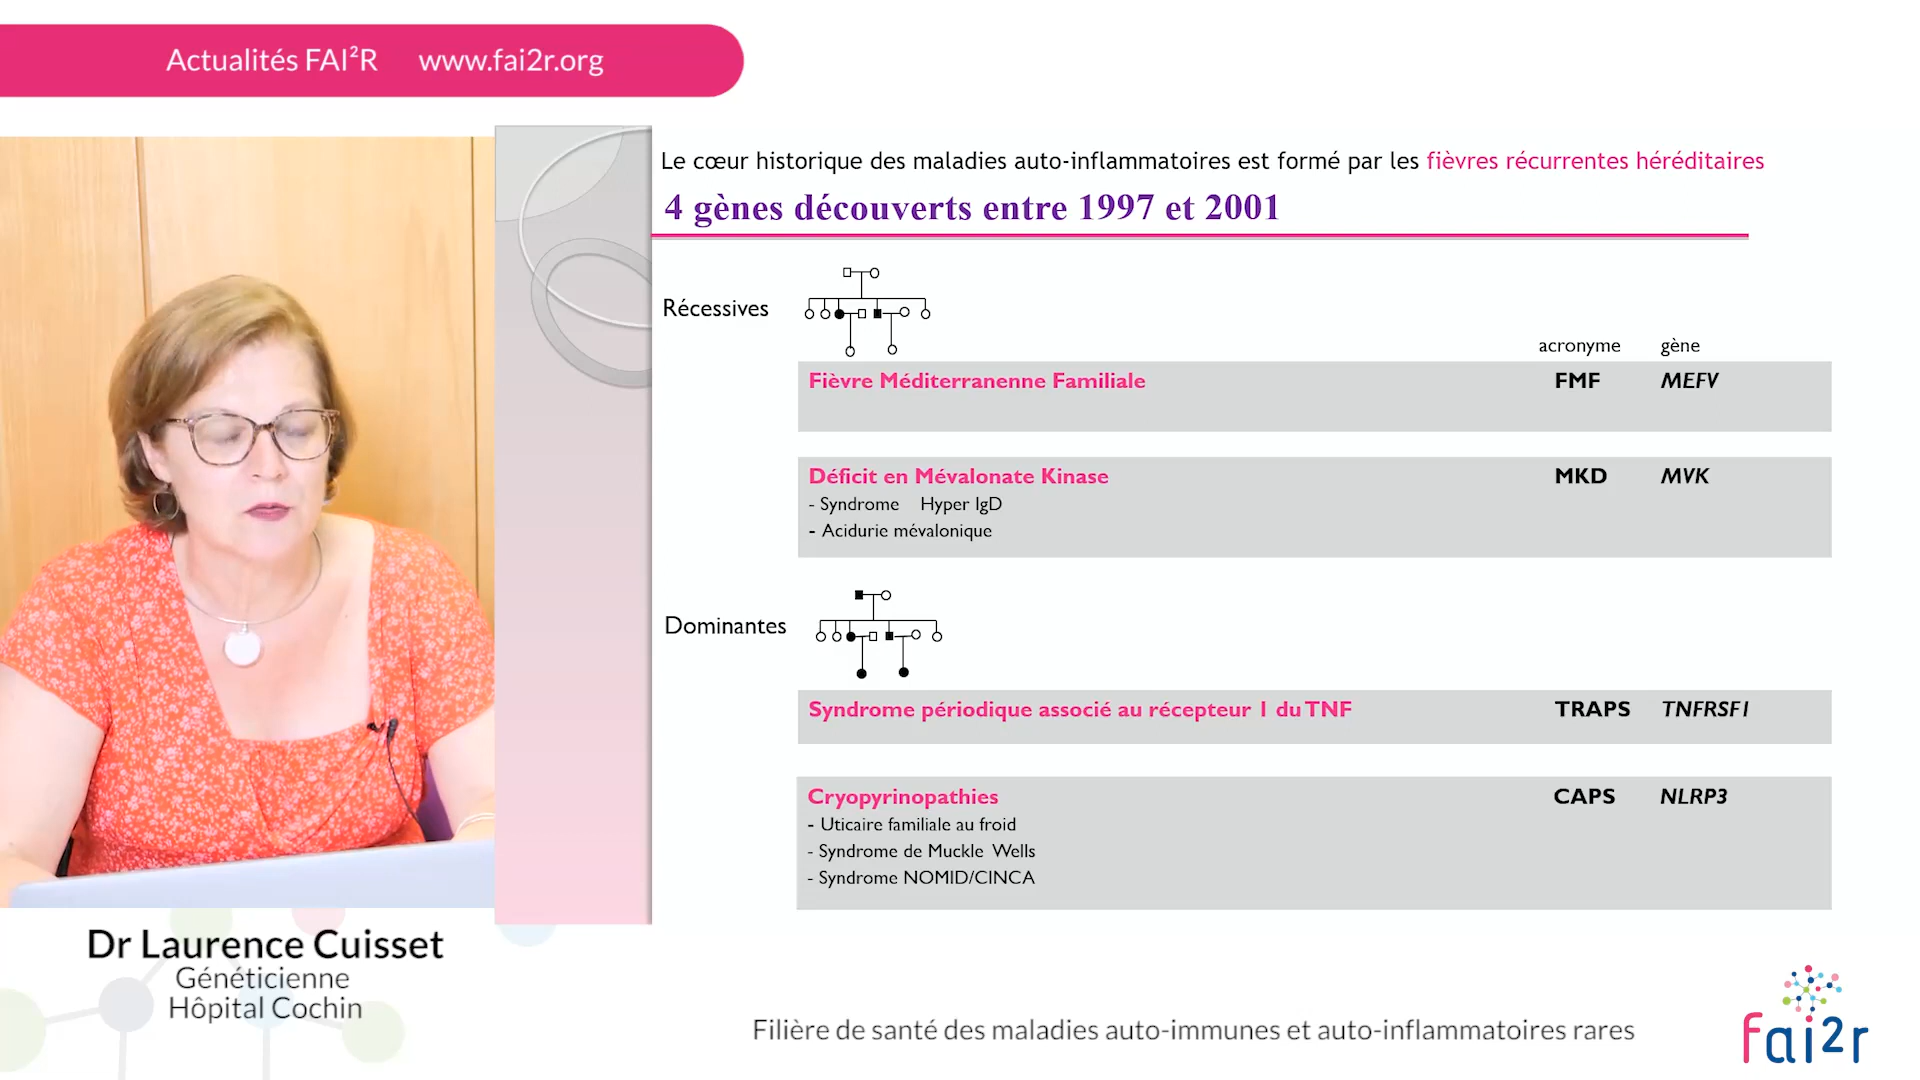 Actualités FAI²R www.fai2r.org
Le cœur historique des maladies auto-inflammatoires est formé par les fièvres récurrentes héréditaires
4 gènes découverts entre 1997 et 2001
Récessives
acronyme gène
Fièvre Méditerranenne Familiale FMF MEFV
Déficit en Mévalonate Kinase MKD MVK
- Syndrome Hyper IgD
- Acidurie mévalonique
Dominantes
Syndrome périodique associé au récepteur 1 du TNF TRAPS TNFRSF1
Cryopyrinopathies CAPS NLRP3
- Uticaire familiale au froid
- Syndrome de Muckle Wells
- Syndrome NOMID/CINCA
Dr Laurence Cuisset
Généticienne
Hôpital Cochin
Filière de santé des maladies auto-immunes et auto-inflammatoires rares
fai2r